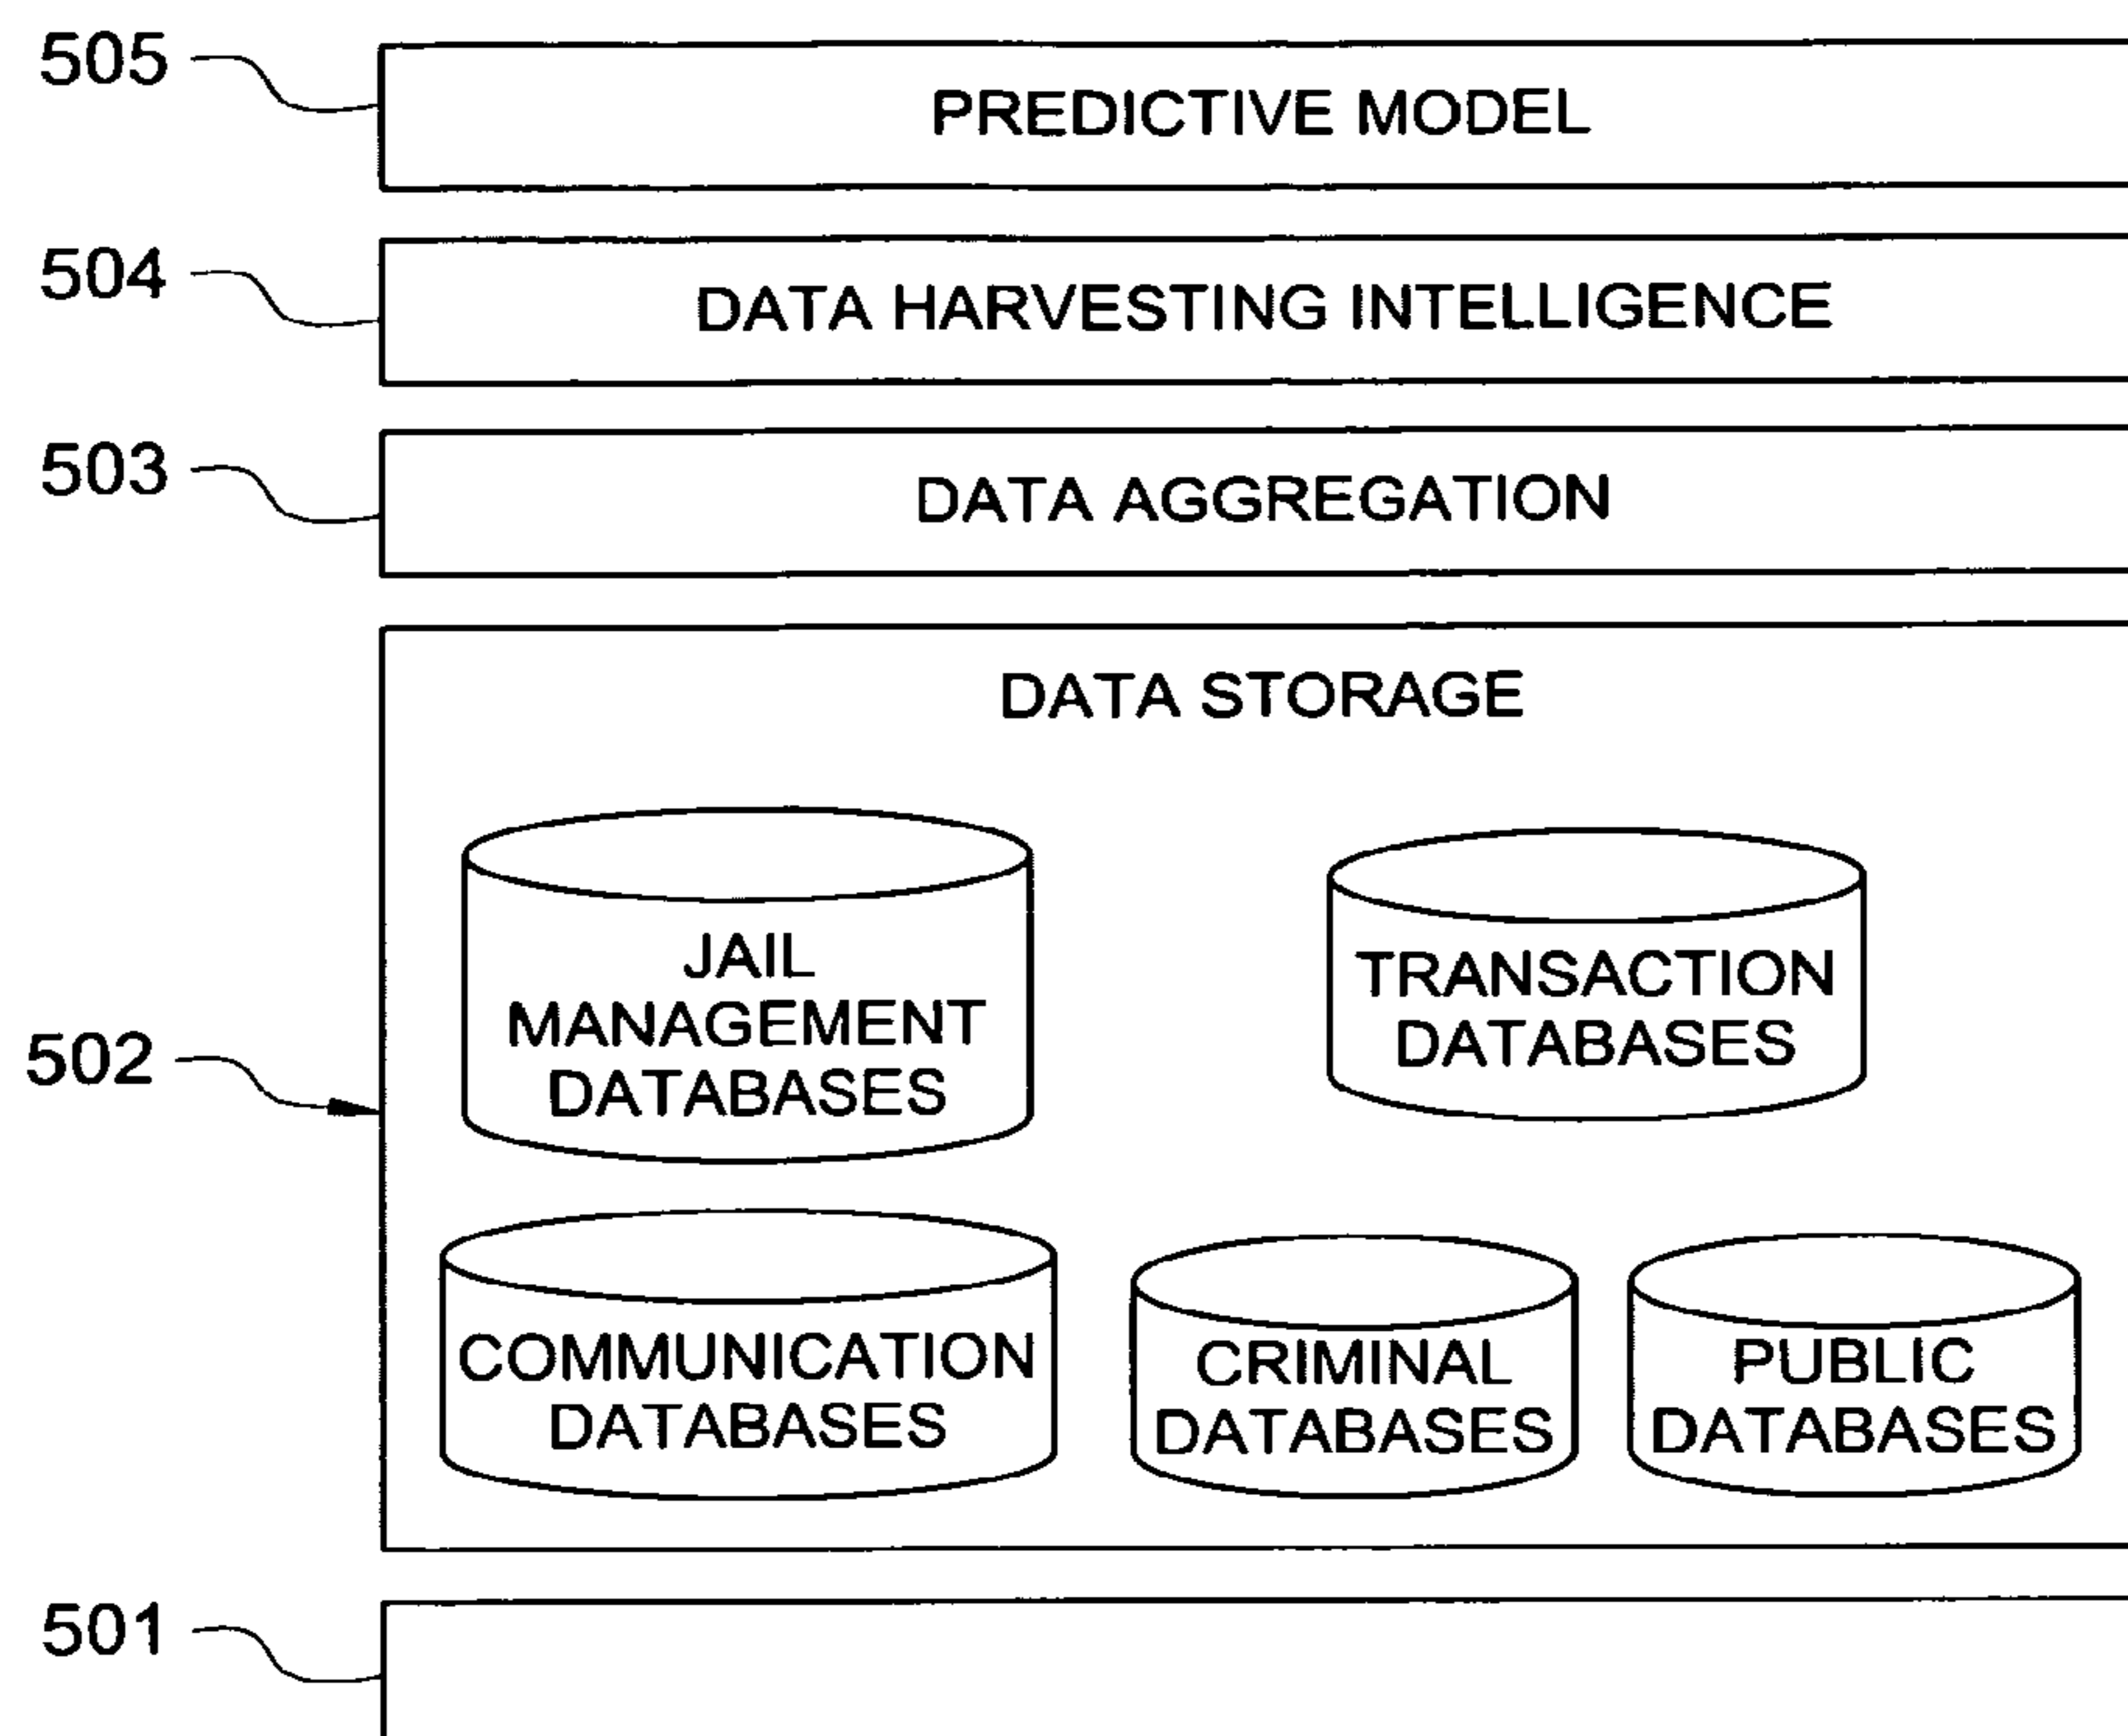 505
PREDICTIVE MODEL
504
DATA HARVESTING INTELLIGENCE
503
DATA AGGREGATION
DATA STORAGE
JAIL
MANAGEMENT
DATABASES
TRANSACTION
DATABASES
502
COMMUNICATION
DATABASES
CRIMINAL
DATABASES
PUBLIC
DATABASES
501